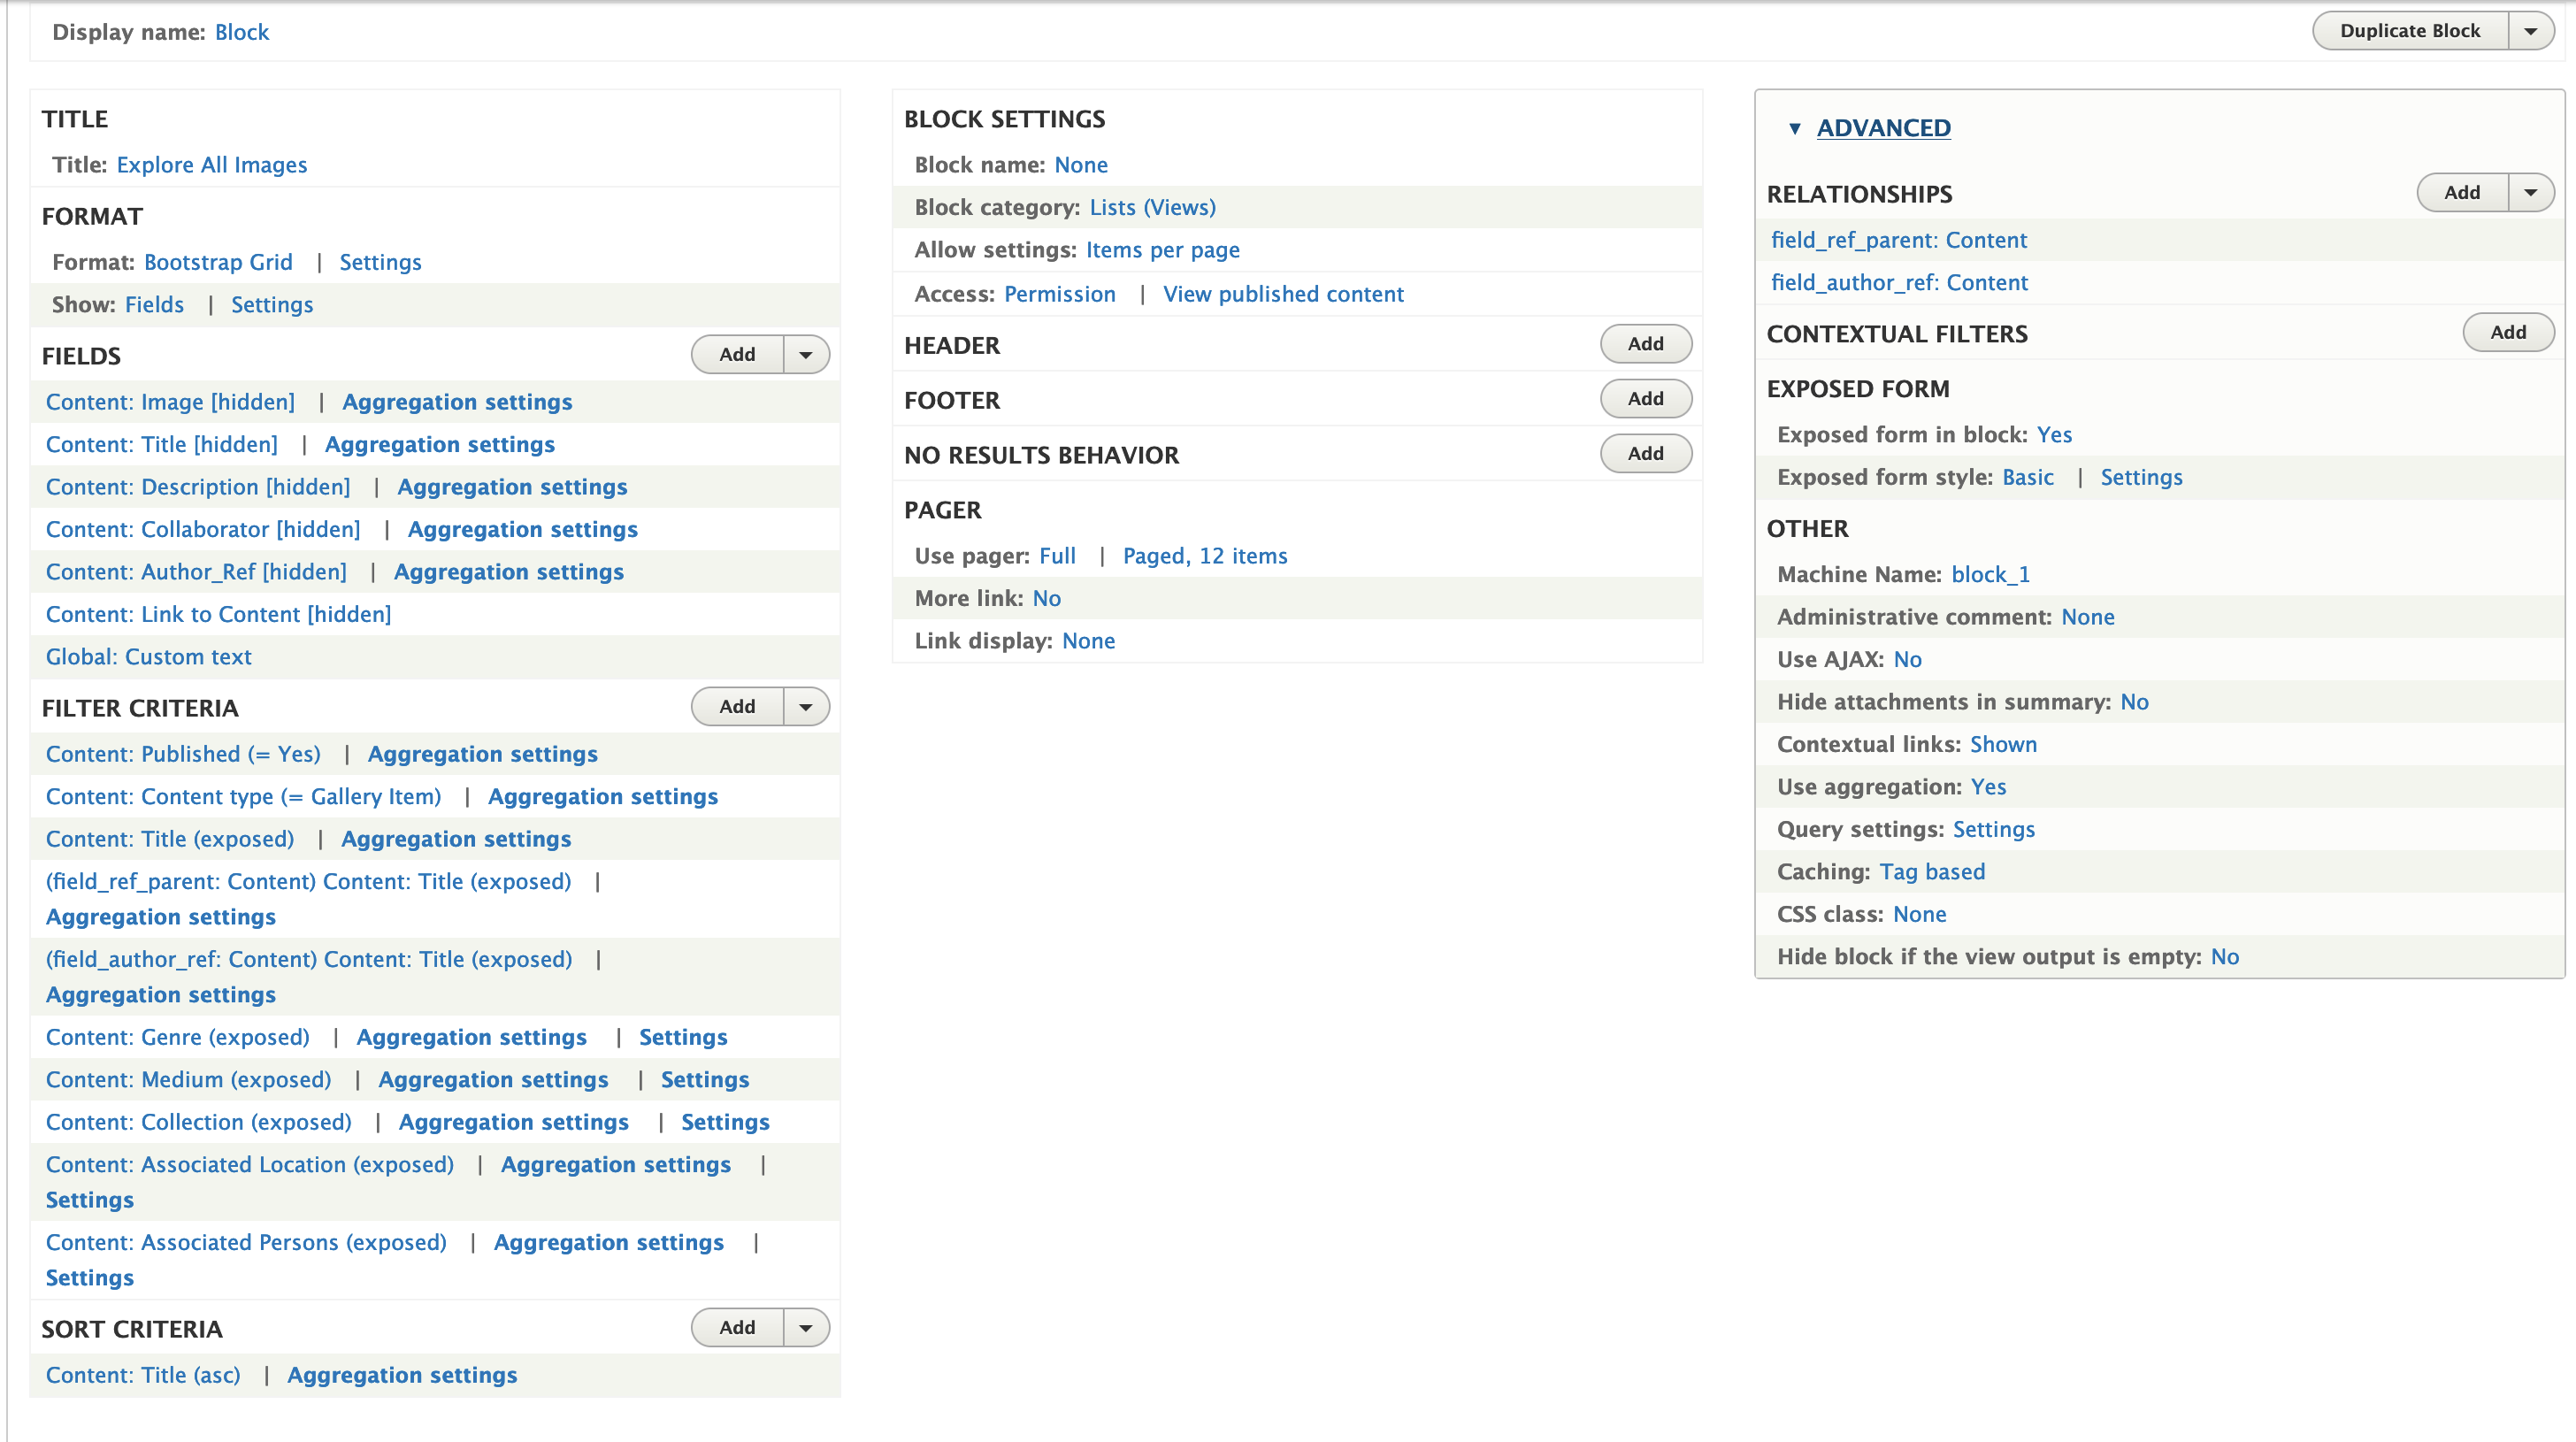 Display name: Block
Duplicate Block
TITLE
Title: Explore All Images
FORMAT
Format: Bootstrap Grid | Settings
Show: Fields | Settings
FIELDS
Add
Content: Image [hidden] | Aggregation settings
Content: Title [hidden] | Aggregation settings
Content: Description [hidden] | Aggregation settings
Content: Collaborator [hidden] | Aggregation settings
Content: Author_Ref [hidden] | Aggregation settings
Content: Link to Content [hidden]
Global: Custom text
FILTER CRITERIA
Add
Content: Published (= Yes) | Aggregation settings
Content: Content type (= Gallery Item) | Aggregation settings
Content: Title (exposed) | Aggregation settings
(field_ref_parent: Content) Content: Title (exposed) |
Aggregation settings
(field_author_ref: Content) Content: Title (exposed) |
Aggregation settings
Content: Genre (exposed) | Aggregation settings | Settings
Content: Medium (exposed) | Aggregation settings | Settings
Content: Collection (exposed) | Aggregation settings | Settings
Content: Associated Location (exposed) | Aggregation settings |
Settings
Content: Associated Persons (exposed) | Aggregation settings |
Settings
SORT CRITERIA
Add
Content: Title (asc) | Aggregation settings
BLOCK SETTINGS
Block name: None
Block category: Lists (Views)
Allow settings: Items per page
Access: Permission | View published content
HEADER
Add
FOOTER
Add
NO RESULTS BEHAVIOR
Add
PAGER
Use pager: Full | Paged, 12 items
More link: No
Link display: None
ADVANCED
RELATIONSHIPS
Add
field_ref_parent: Content
field_author_ref: Content
CONTEXTUAL FILTERS
Add
EXPOSED FORM
Exposed form in block: Yes
Exposed form style: Basic | Settings
OTHER
Machine Name: block_1
Administrative comment: None
Use AJAX: No
Hide attachments in summary: No
Contextual links: Shown
Use aggregation: Yes
Query settings: Settings
Caching: Tag based
CSS class: None
Hide block if the view output is empty: No